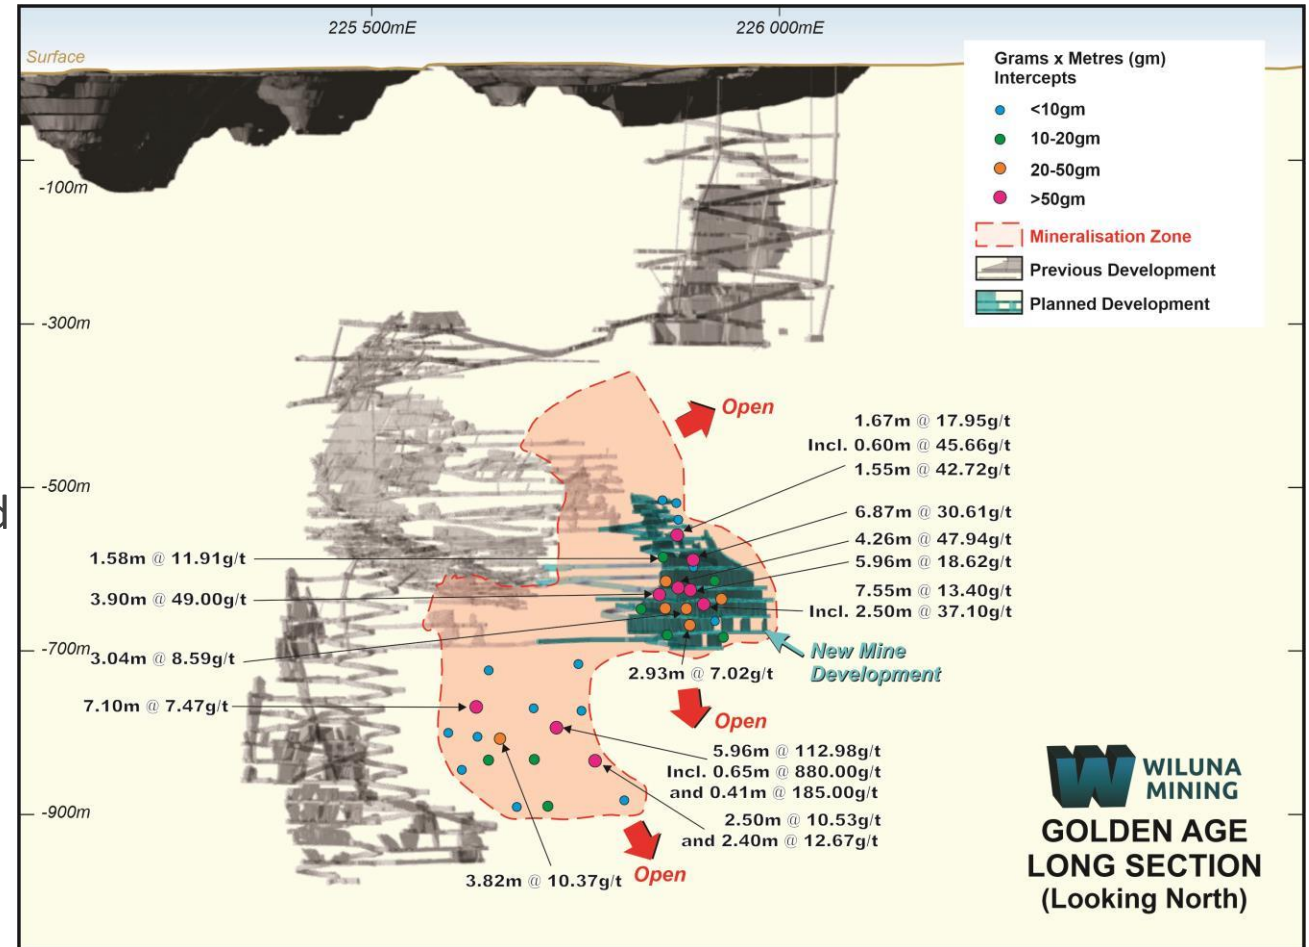 225 500mE
226 000mE
Surface
-100m
-300m
-500m
-700m
-900m
Grams x Metres (gm)
Intercepts
<10gm
10-20gm
20-50gm
>50gm
Mineralisation Zone
Previous Development
Planned Development
Open
1.67m @ 17.95g/t
Incl. 0.60m @ 45.66g/t
1.55m @ 42.72g/t
6.87m @ 30.61g/t
4.26m @ 47.94g/t
5.96m @ 18.62g/t
7.55m @ 13.40g/t
Incl. 2.50m @ 37.10g/t
1.58m @ 11.91g/t
3.90m @ 49.00g/t
3.04m @ 8.59g/t
7.10m @ 7.47g/t
2.93m @ 7.02g/t
New Mine
Development
Open
5.96m @ 112.98g/t
Incl. 0.65m @ 880.00g/t
and 0.41m @ 185.00g/t
2.50m @ 10.53g/t
and 2.40m @ 12.67g/t
3.82m @ 10.37g/t
Open
WILUNA
MINING
GOLDEN AGE
LONG SECTION
(Looking North)